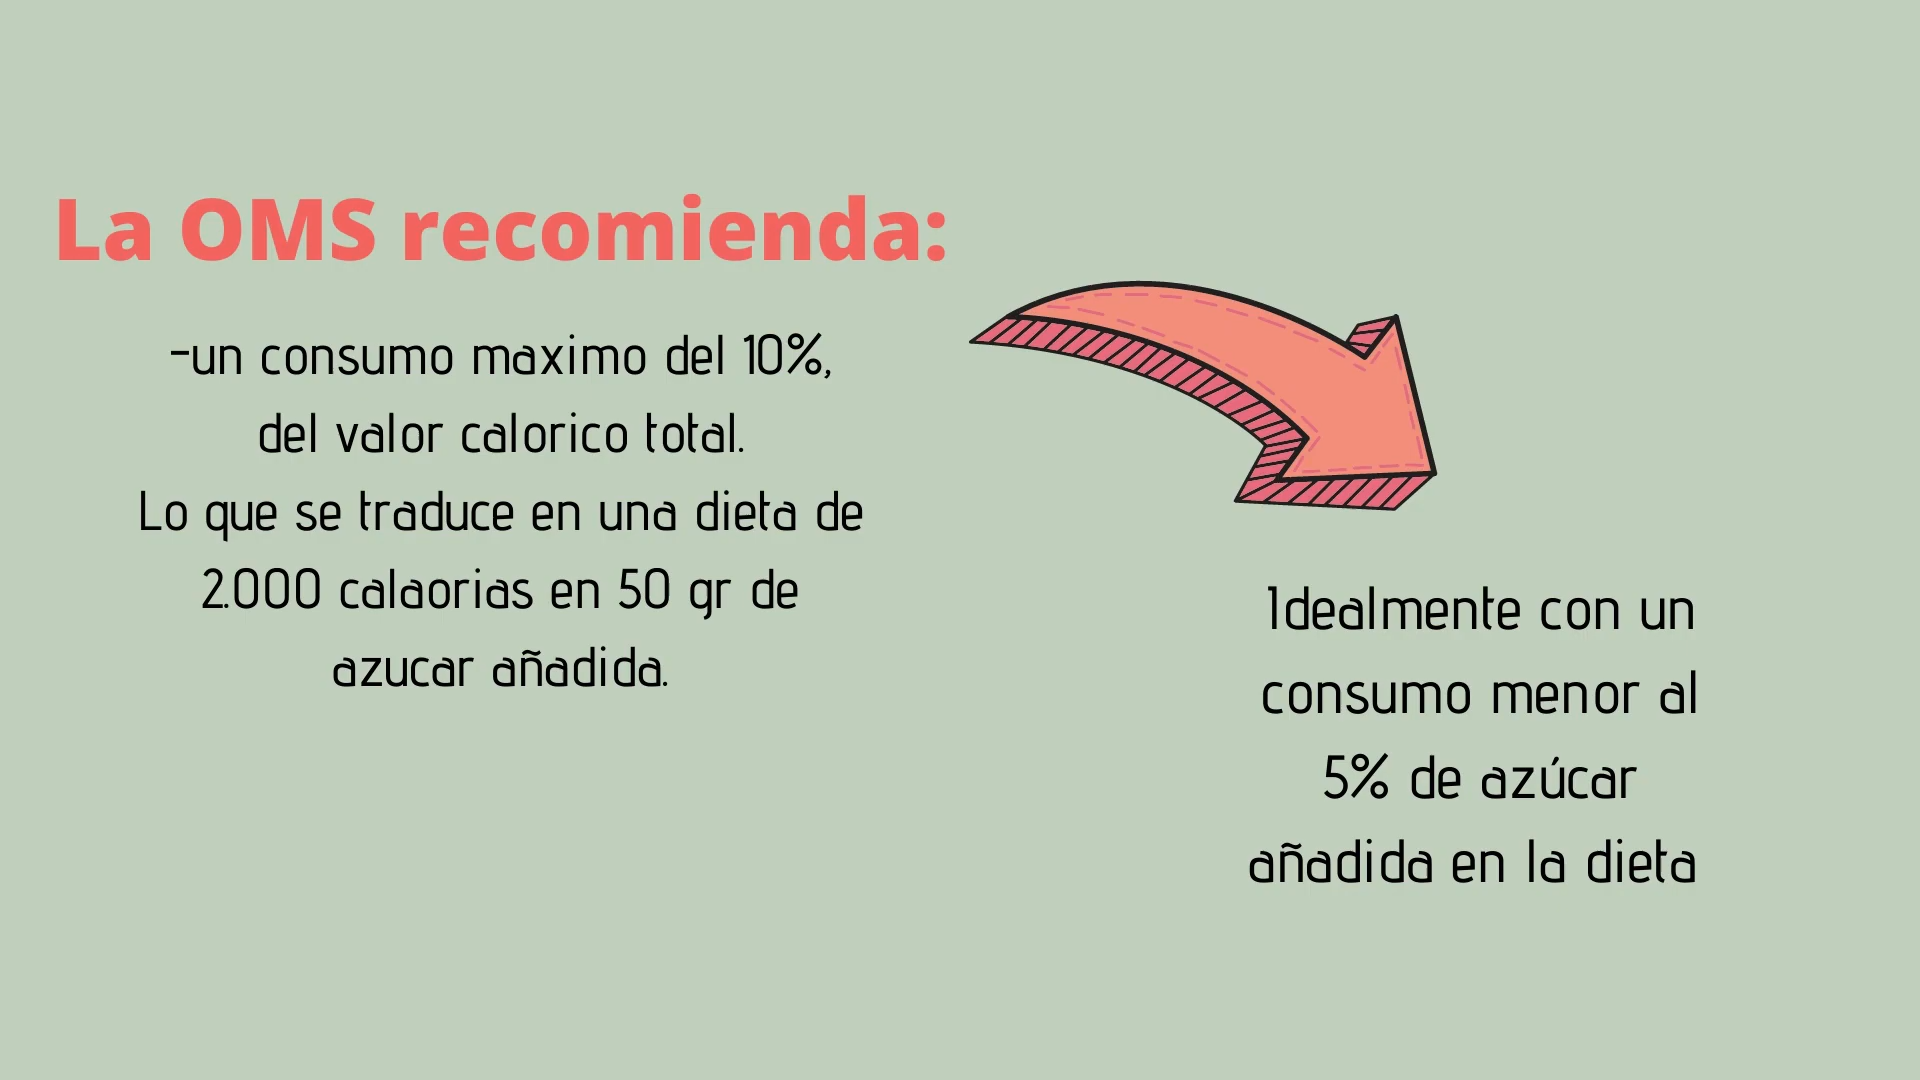 La OMS recomienda:
-un consumo maximo del 10%,
del valor calorico total.
Lo que se traduce en una dieta de
2.000 calaorias en 50 gr de
azucar añadida.
Idealmente con un
consumo menor al
5% de azúcar
añadida en la dieta